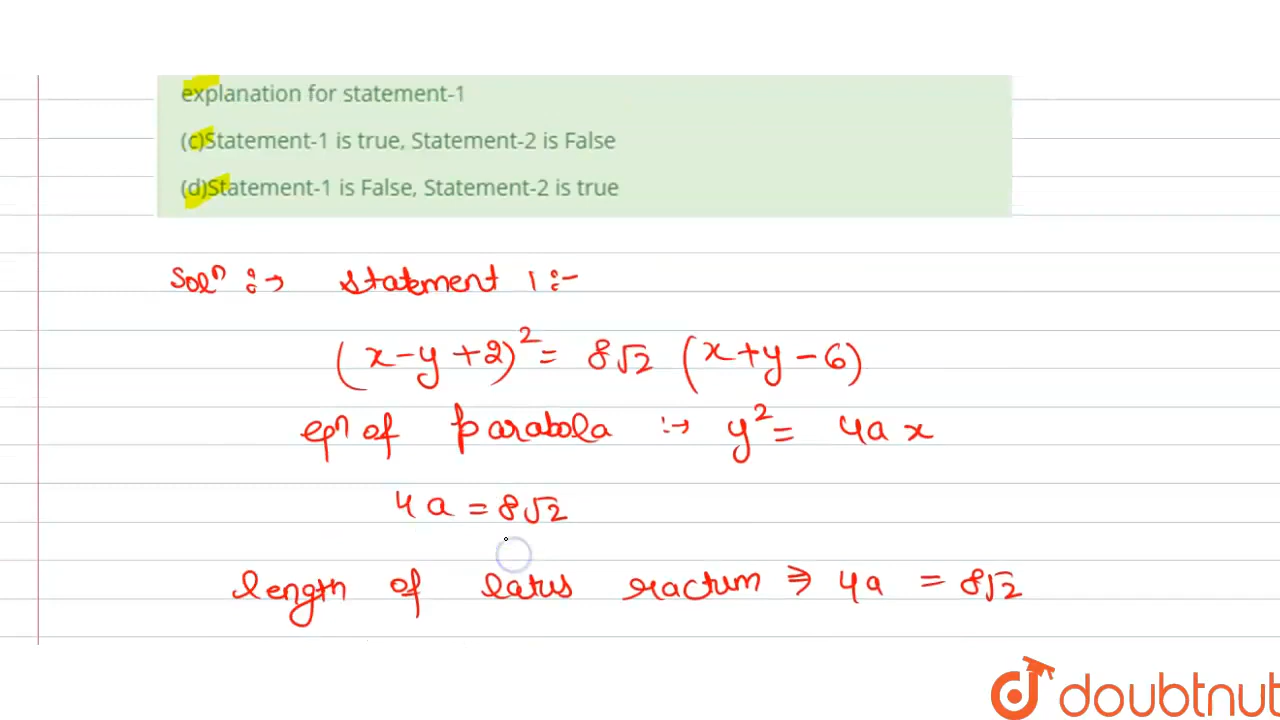 explanation for statement-1
(c)Statement-1 is true, Statement-2 is False
(d)Statement-1 is False, Statement-2 is true
Solⁿ :→ Statement 1 :-
(x-y+2)² = 8√2 (x+y-6)
eqⁿ of parabola :→ y² = 4ax
4a = 8√2
length of latus ractum ⇒ 4a = 8√2
doubtnut